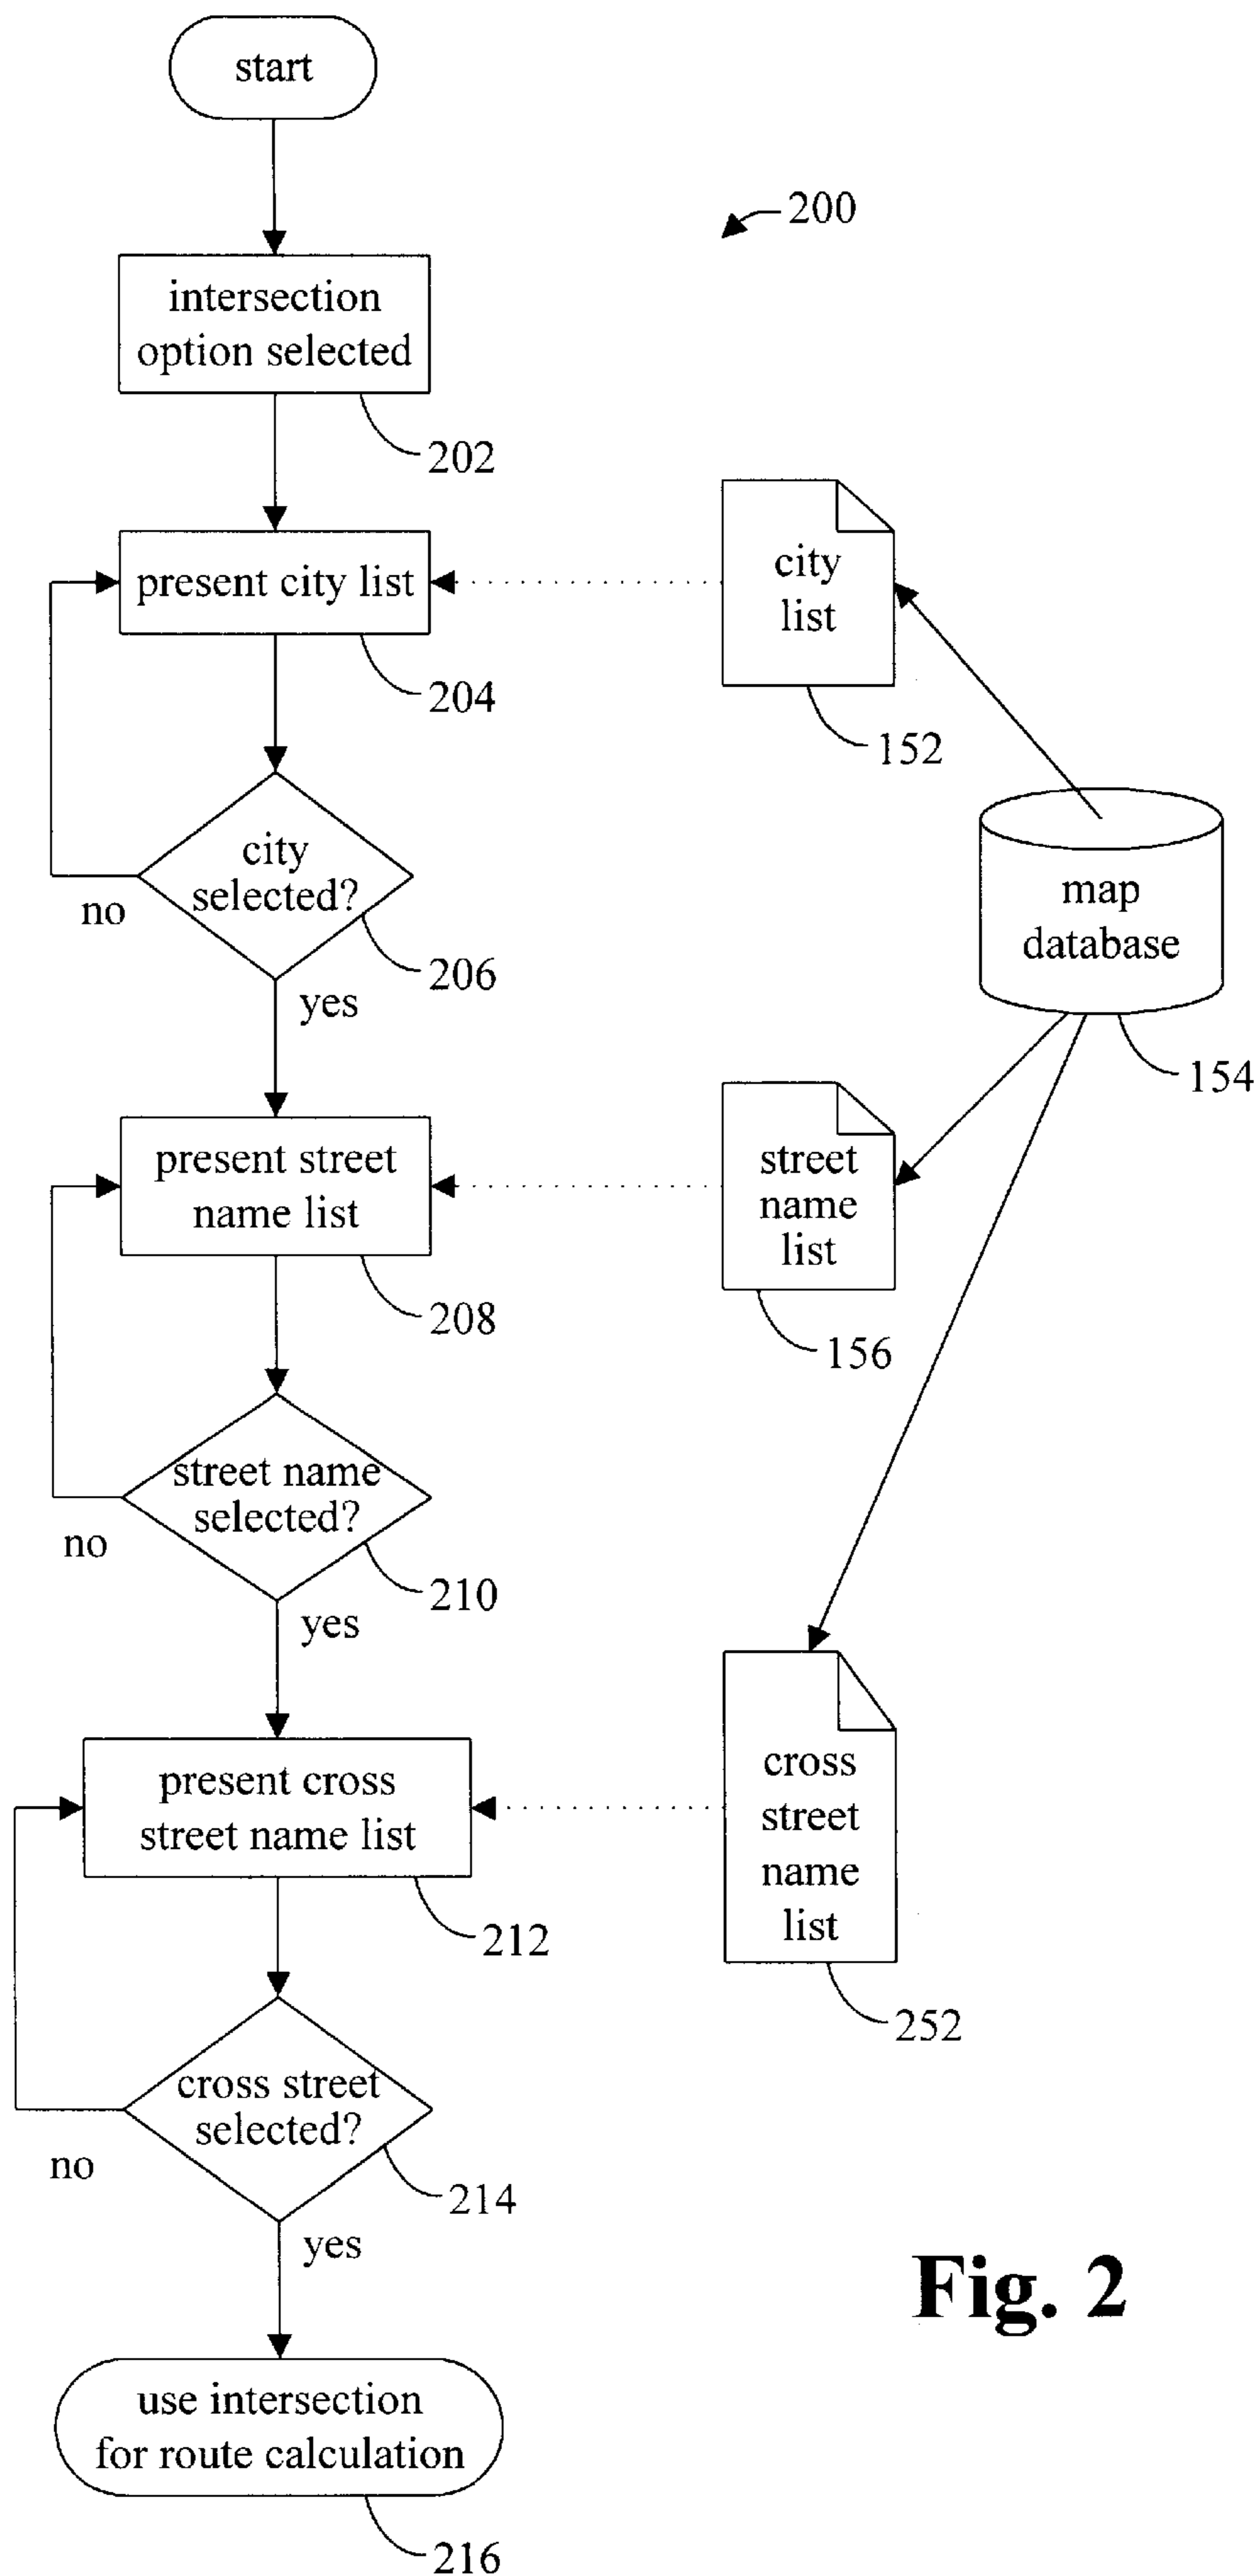 start
200
intersection
option selected
202
present city list
204
city
list
152
city
selected?
no
206
yes
map
database
154
present street
name list
208
street
name
list
156
street name
selected?
no
210
yes
present cross
street name list
212
cross
street
name
list
252
cross street
selected?
no
214
yes
use intersection
for route calculation
216
Fig. 2